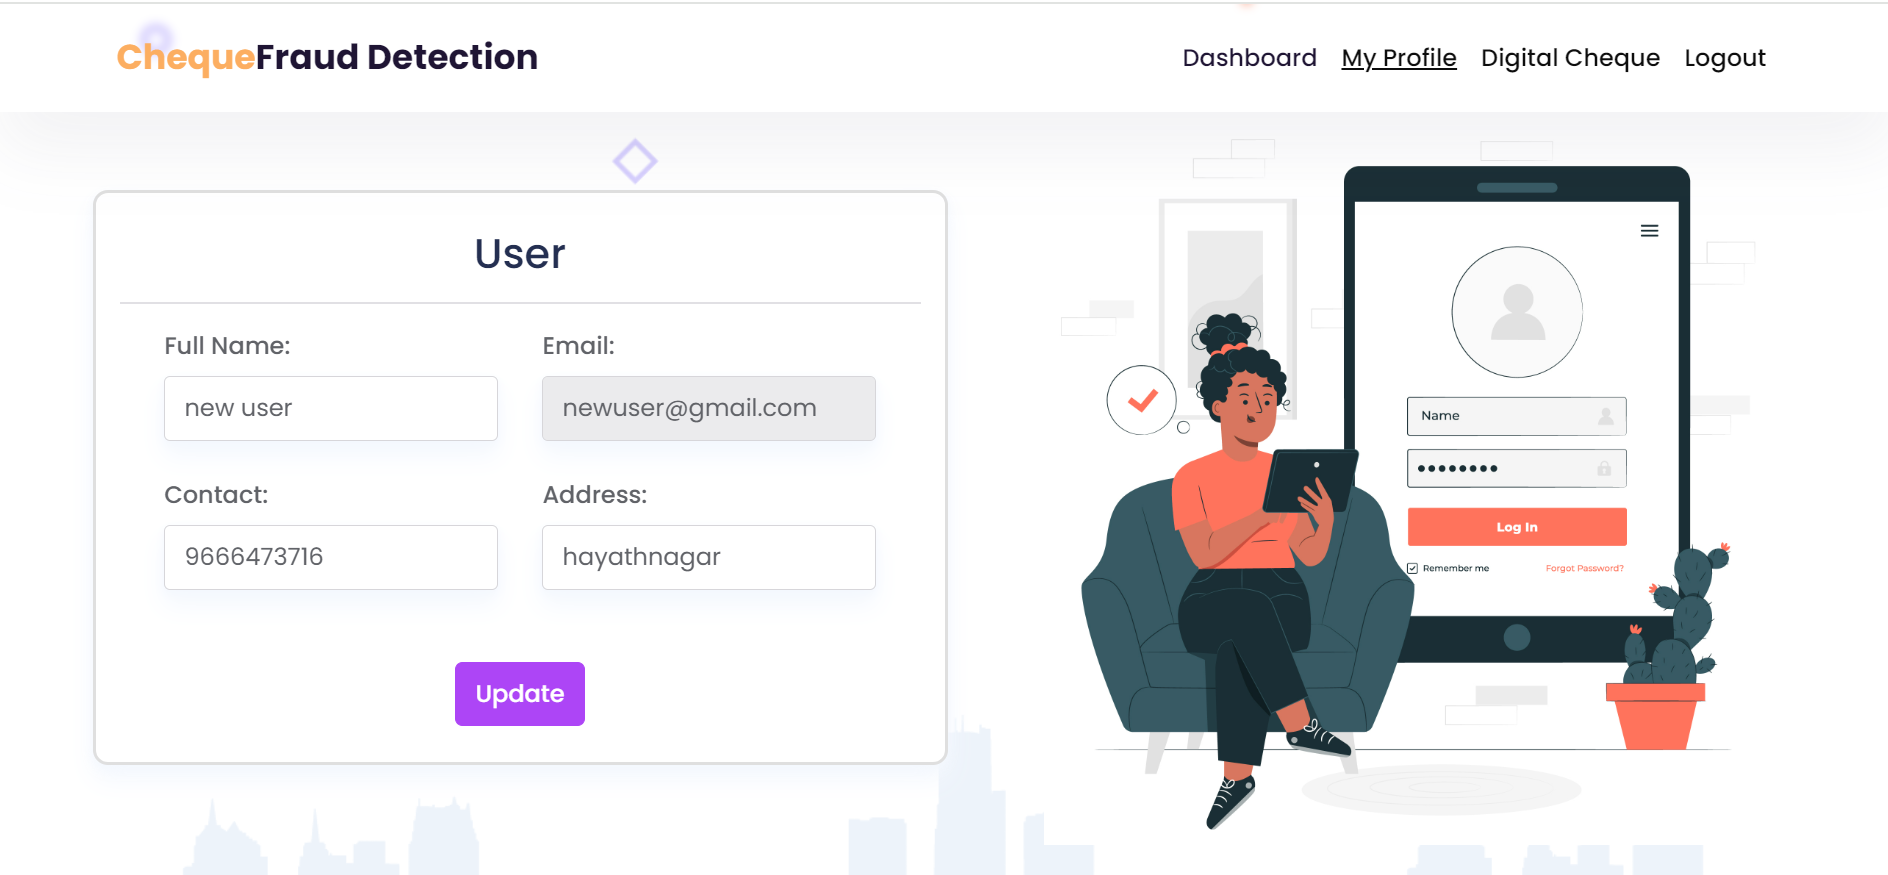 ChequeFraud Detection
Dashboard My Profile Digital Cheque Logout
User
Full Name: Email:
new user newuser@gmail.com
Contact: Address:
9666473716 hayathnagar
Update
Name
Log In
Remember me Forgot Password?